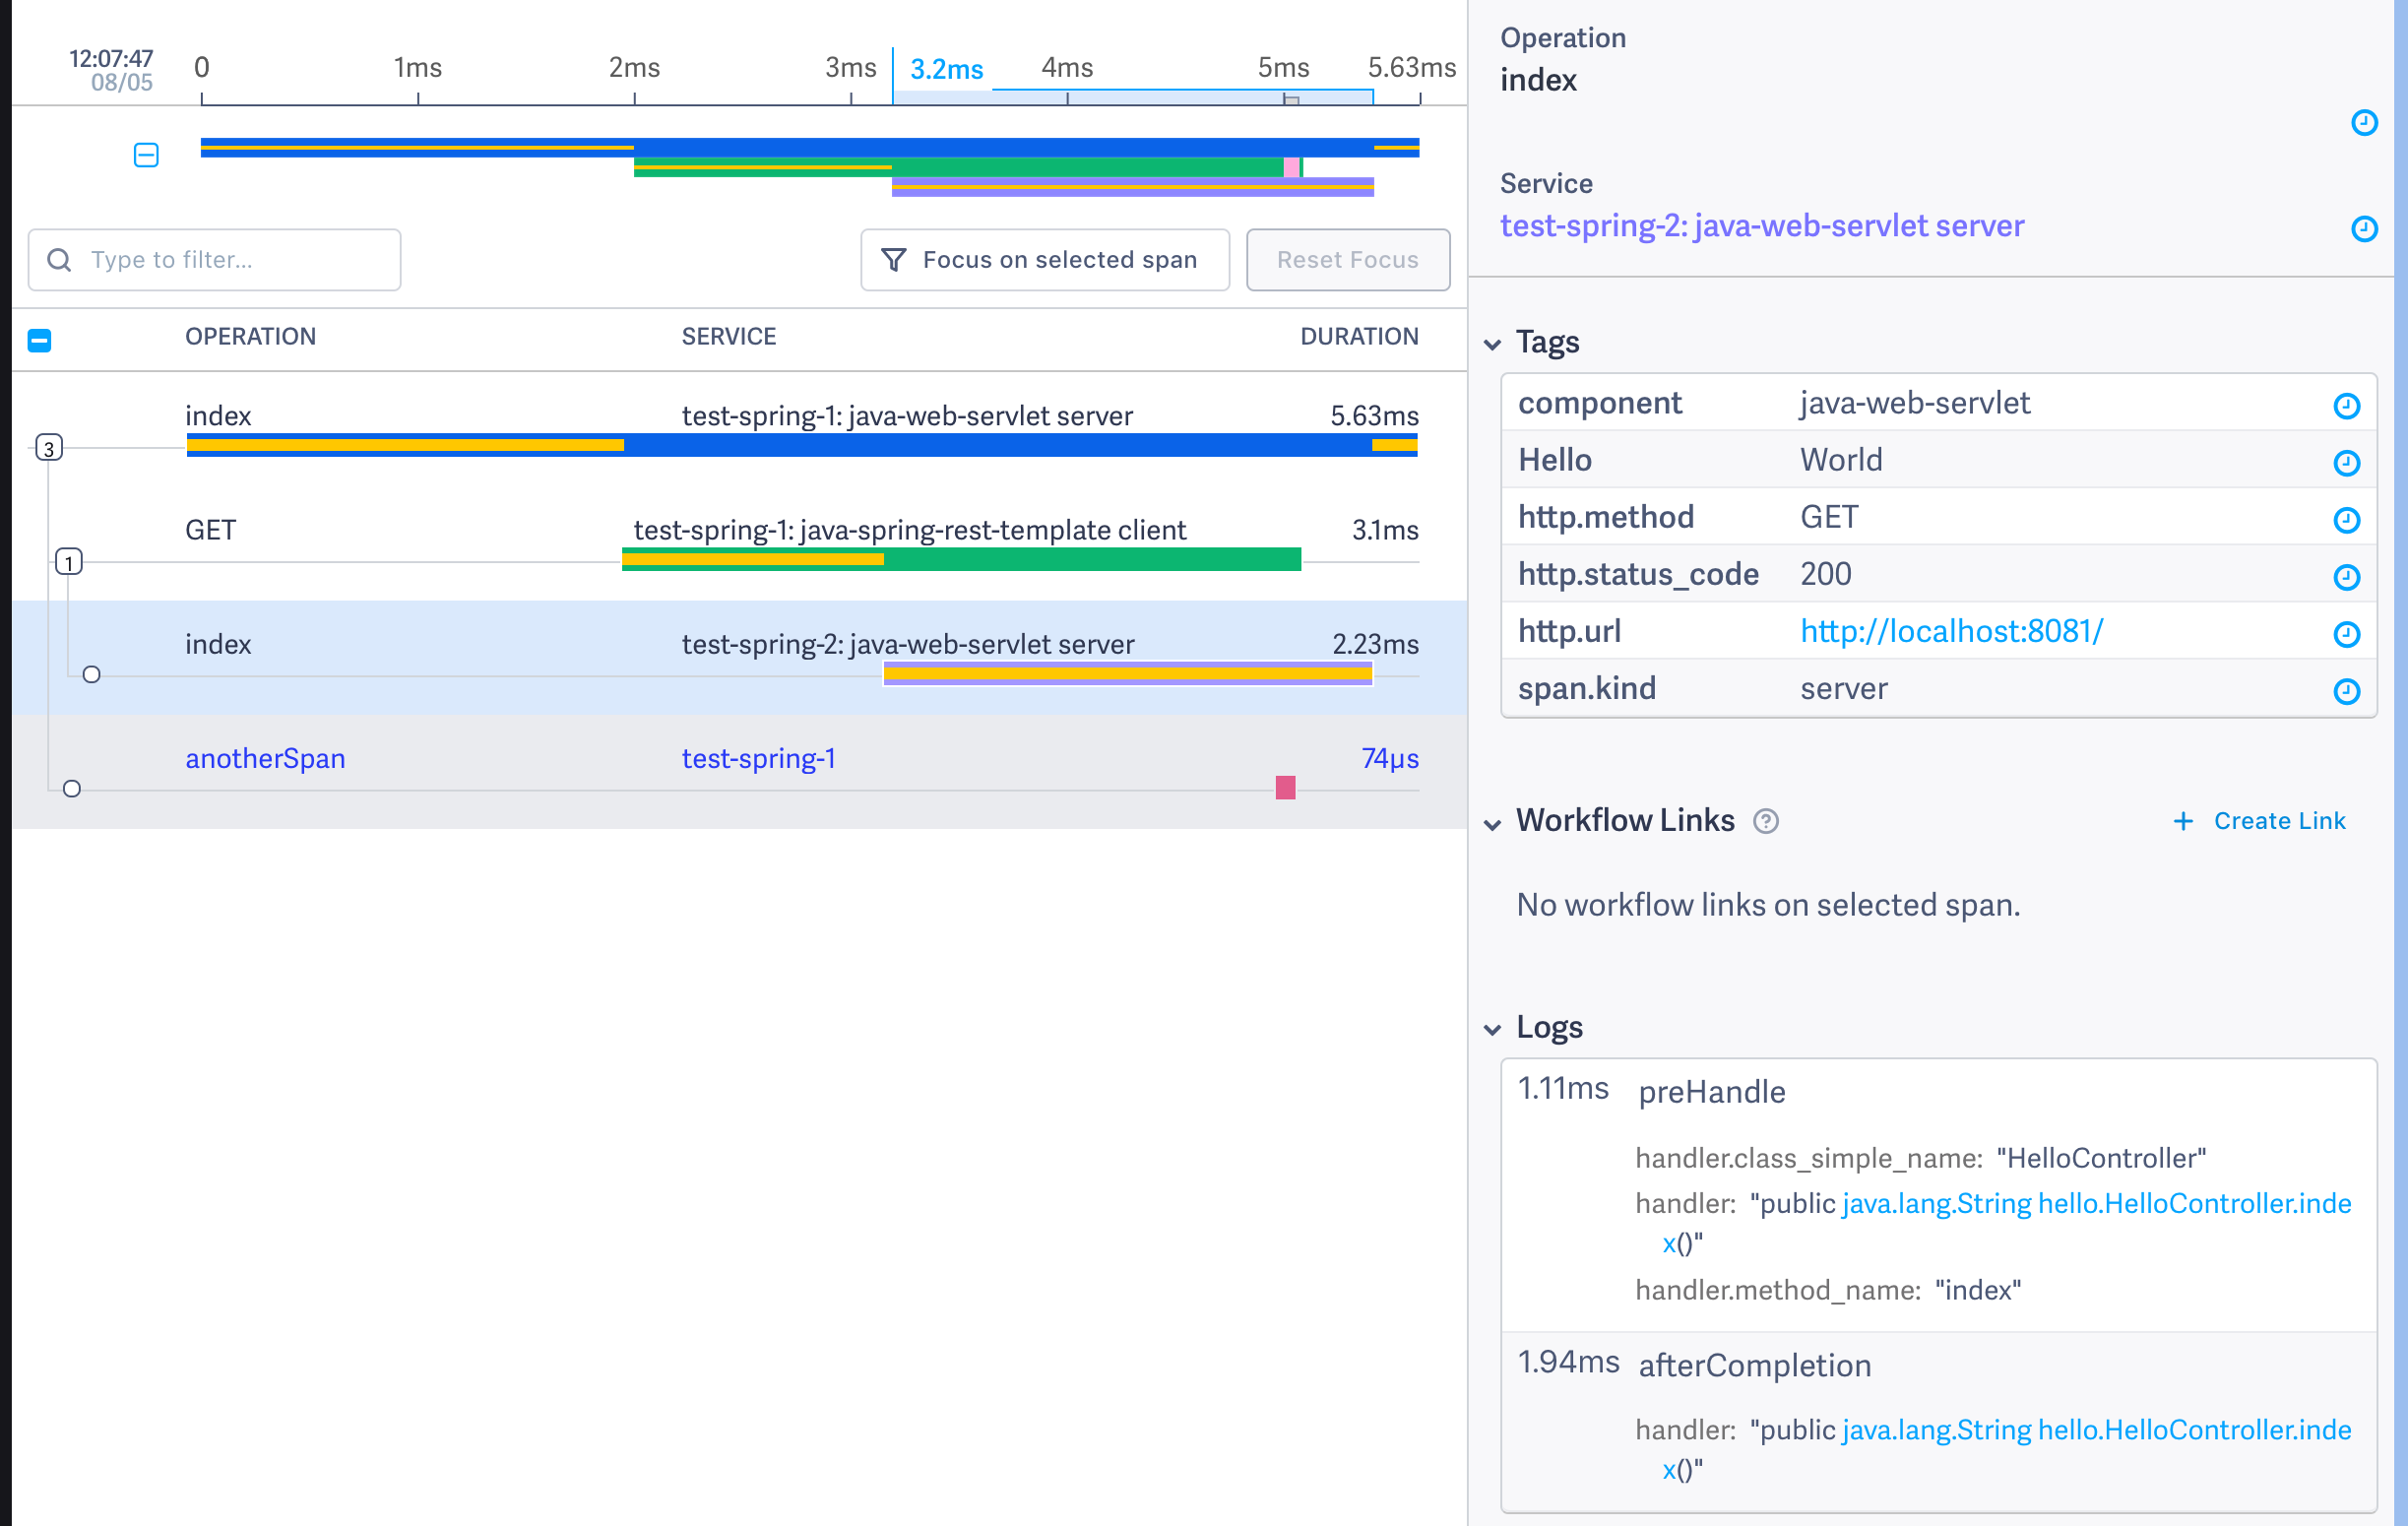 12:07:47
08/05
0 1ms 2ms 3ms 3.2ms 4ms 5ms 5.63ms
Type to filter...
Focus on selected span
Reset Focus
OPERATION SERVICE DURATION
index test-spring-1: java-web-servlet server 5.63ms
3
GET test-spring-1: java-spring-rest-template client 3.1ms
1
index test-spring-2: java-web-servlet server 2.23ms
anotherSpan test-spring-1 74µs
Operation
index
Service
test-spring-2: java-web-servlet server
Tags
component java-web-servlet
Hello World
http.method GET
http.status_code 200
http.url http://localhost:8081/
span.kind server
Workflow Links ? + Create Link
No workflow links on selected span.
Logs
1.11ms preHandle
handler.class_simple_name: "HelloController"
handler: "public java.lang.String hello.HelloController.inde
x()"
handler.method_name: "index"
1.94ms afterCompletion
handler: "public java.lang.String hello.HelloController.inde
x()"